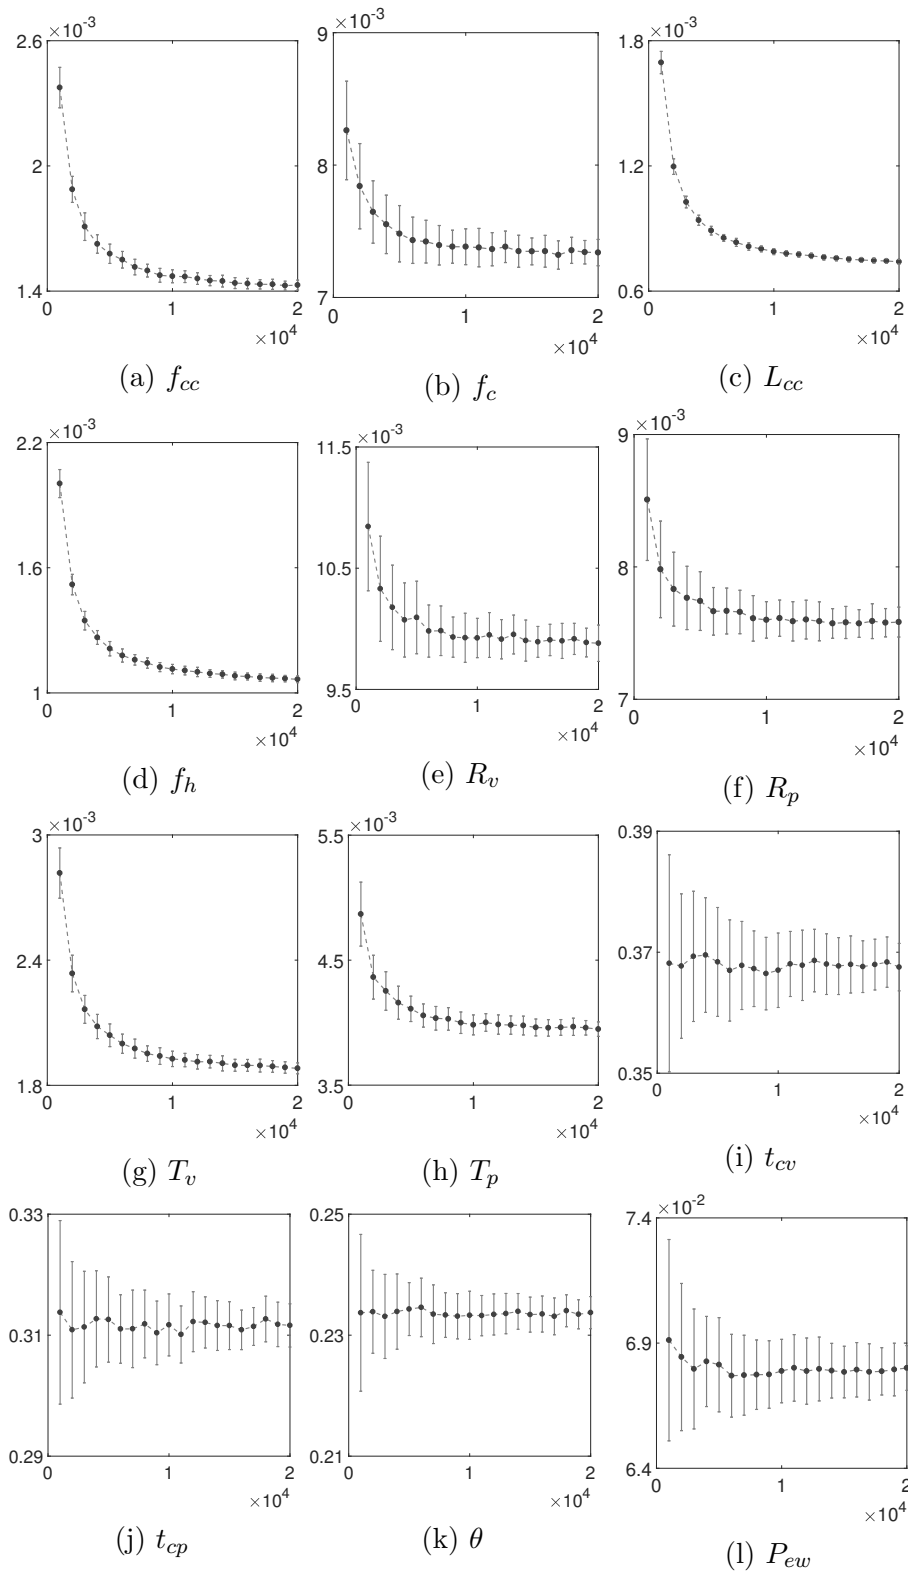 ×10⁻³
2.6
2
1.4
0 1 2
×10⁴
(a) f_cc
×10⁻³
9
8
7
0 1 2
×10⁴
(b) f_c
×10⁻³
1.8
1.2
0.6
0 1 2
×10⁴
(c) L_cc
×10⁻³
2.2
1.6
1
0 1 2
×10⁴
(d) f_h
×10⁻³
11.5
10.5
9.5
0 1 2
×10⁴
(e) R_v
×10⁻³
9
8
7
0 1 2
×10⁴
(f) R_p
×10⁻³
3
2.4
1.8
0 1 2
×10⁴
(g) T_v
×10⁻³
5.5
4.5
3.5
0 1 2
×10⁴
(h) T_p
0.39
0.37
0.35
0 1 2
×10⁴
(i) t_cv
0.33
0.31
0.29
0 1 2
×10⁴
(j) t_cp
0.25
0.23
0.21
0 1 2
×10⁴
(k) θ
×10⁻²
7.4
6.9
6.4
0 1 2
×10⁴
(l) P_ew